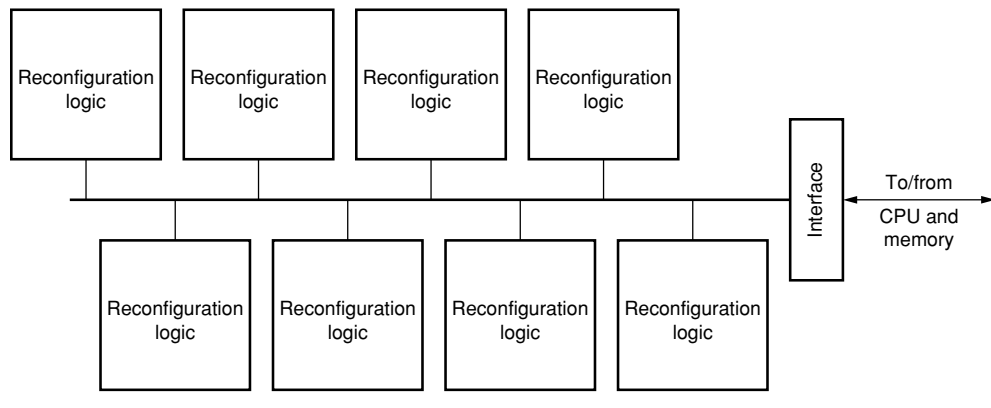 Reconfiguration
logic
Reconfiguration
logic
Reconfiguration
logic
Reconfiguration
logic
Interface
To/from
CPU and
memory
Reconfiguration
logic
Reconfiguration
logic
Reconfiguration
logic
Reconfiguration
logic